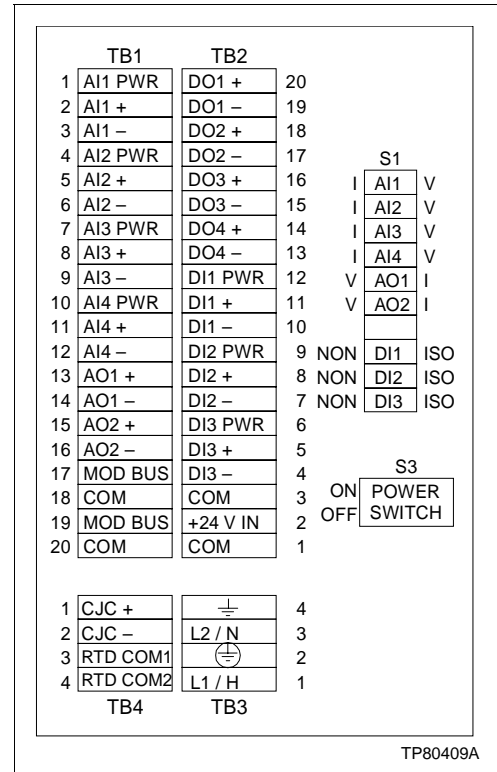 TB1 TB2
1 AI1 PWR DO1 + 20
2 AI1 + DO1 – 19
3 AI1 – DO2 + 18
4 AI2 PWR DO2 – 17 S1
5 AI2 + DO3 + 16 I AI1 V
6 AI2 – DO3 – 15 I AI2 V
7 AI3 PWR DO4 + 14 I AI3 V
8 AI3 + DO4 – 13 I AI4 V
9 AI3 – DI1 PWR 12 V AO1 I
10 AI4 PWR DI1 + 11 V AO2 I
11 AI4 + DI1 – 10
12 AI4 – DI2 PWR 9 NON DI1 ISO
13 AO1 + DI2 + 8 NON DI2 ISO
14 AO1 – DI2 – 7 NON DI3 ISO
15 AO2 + DI3 PWR 6
16 AO2 – DI3 + 5
17 MOD BUS DI3 – 4 S3
18 COM COM 3 ON POWER
19 MOD BUS +24 V IN 2 OFF SWITCH
20 COM COM 1
1 CJC + 4
2 CJC – L2 / N 3
3 RTD COM1 2
4 RTD COM2 L1 / H 1
TB4 TB3
TP80409A